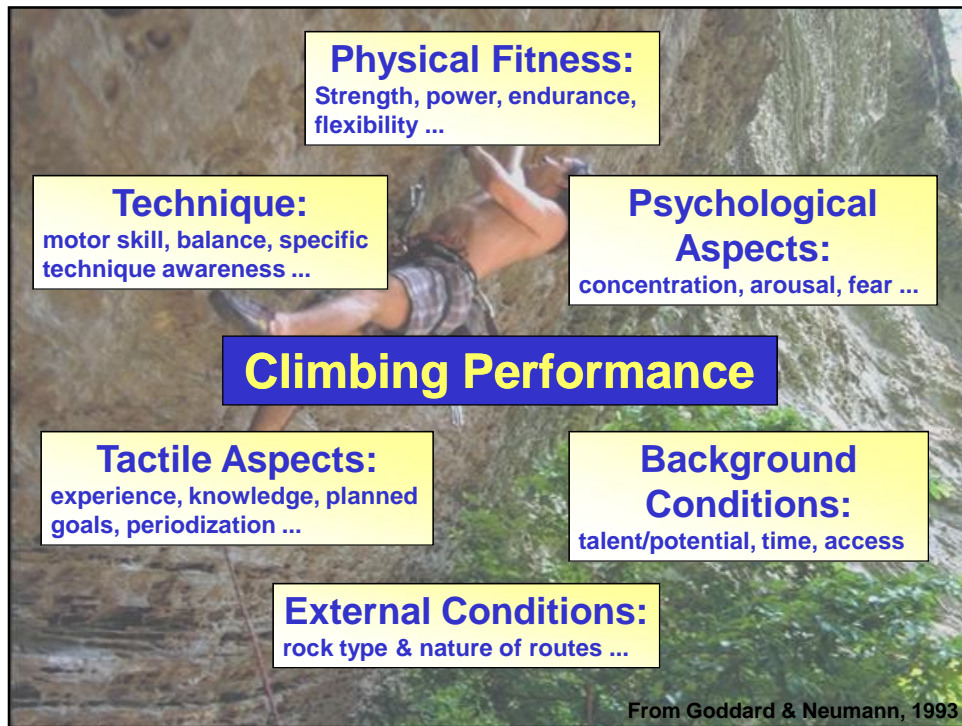 Physical Fitness:
Strength, power, endurance,
flexibility ...
Technique:
motor skill, balance, specific
technique awareness ...
Psychological
Aspects:
concentration, arousal, fear ...
Climbing Performance
Tactile Aspects:
experience, knowledge, planned
goals, periodization ...
Background
Conditions:
talent/potential, time, access
External Conditions:
rock type & nature of routes ...
From Goddard & Neumann, 1993